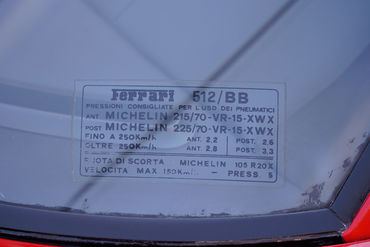 Ferrari 512/BB
PRESSIONI CONSIGLIATE PER L'USO DEI PNEUMATICI
ANT. MICHELIN 215/70-VR-15-XWX
POST MICHELIN 225/70-VR-15-XWX
FINO A 250Km/h ANT. 2.2 POST. 2.6
OLTRE 250Km/h ANT. 2.8 POST. 3.3
RUOTA DI SCORTA MICHELIN 105 R20X
VELOCITA MAX 150Km/h - PRESS. 5